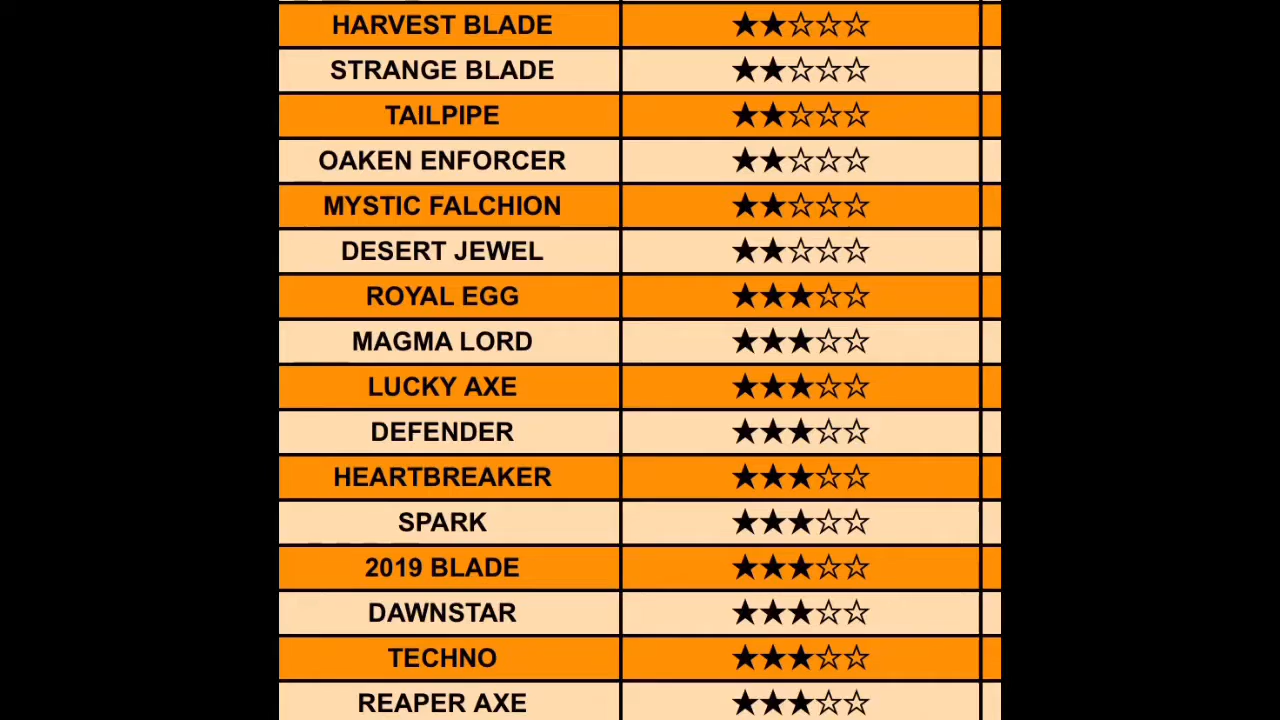 HARVEST BLADE ★★☆☆☆
STRANGE BLADE ★★☆☆☆
TAILPIPE ★★☆☆☆
OAKEN ENFORCER ★★☆☆☆
MYSTIC FALCHION ★★☆☆☆
DESERT JEWEL ★★☆☆☆
ROYAL EGG ★★★☆☆
MAGMA LORD ★★★☆☆
LUCKY AXE ★★★☆☆
DEFENDER ★★★☆☆
HEARTBREAKER ★★★☆☆
SPARK ★★★☆☆
2019 BLADE ★★★☆☆
DAWNSTAR ★★★☆☆
TECHNO ★★★☆☆
REAPER AXE ★★★☆☆